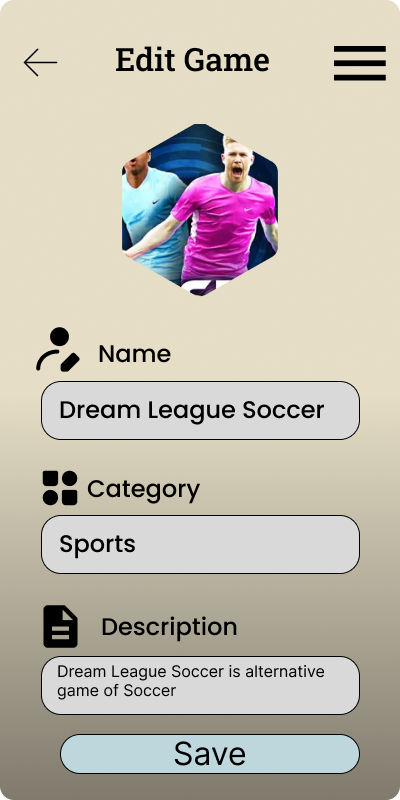 Edit Game
Name
Dream League Soccer
Category
Sports
Description
Dream League Soccer is alternative
game of Soccer
Save